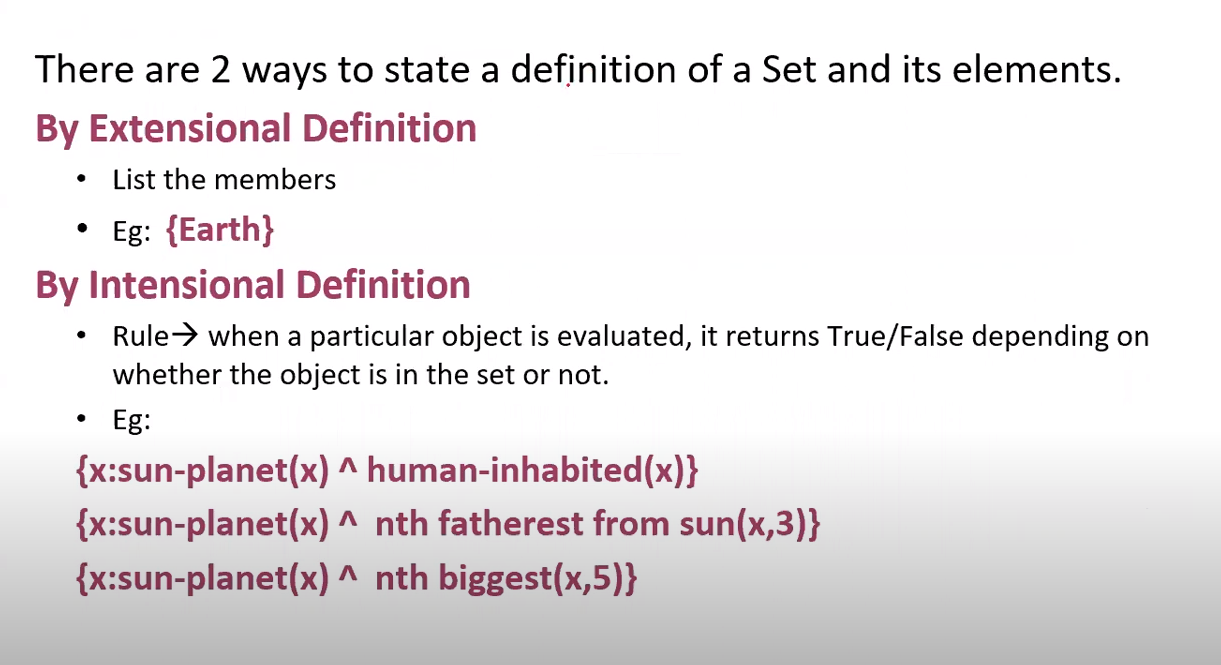 There are 2 ways to state a definition of a Set and its elements.
By Extensional Definition
• List the members
• Eg: {Earth}
By Intensional Definition
• Rule→ when a particular object is evaluated, it returns True/False depending on
whether the object is in the set or not.
• Eg:
{x:sun-planet(x) ^ human-inhabited(x)}
{x:sun-planet(x) ^ nth fatherest from sun(x,3)}
{x:sun-planet(x) ^ nth biggest(x,5)}